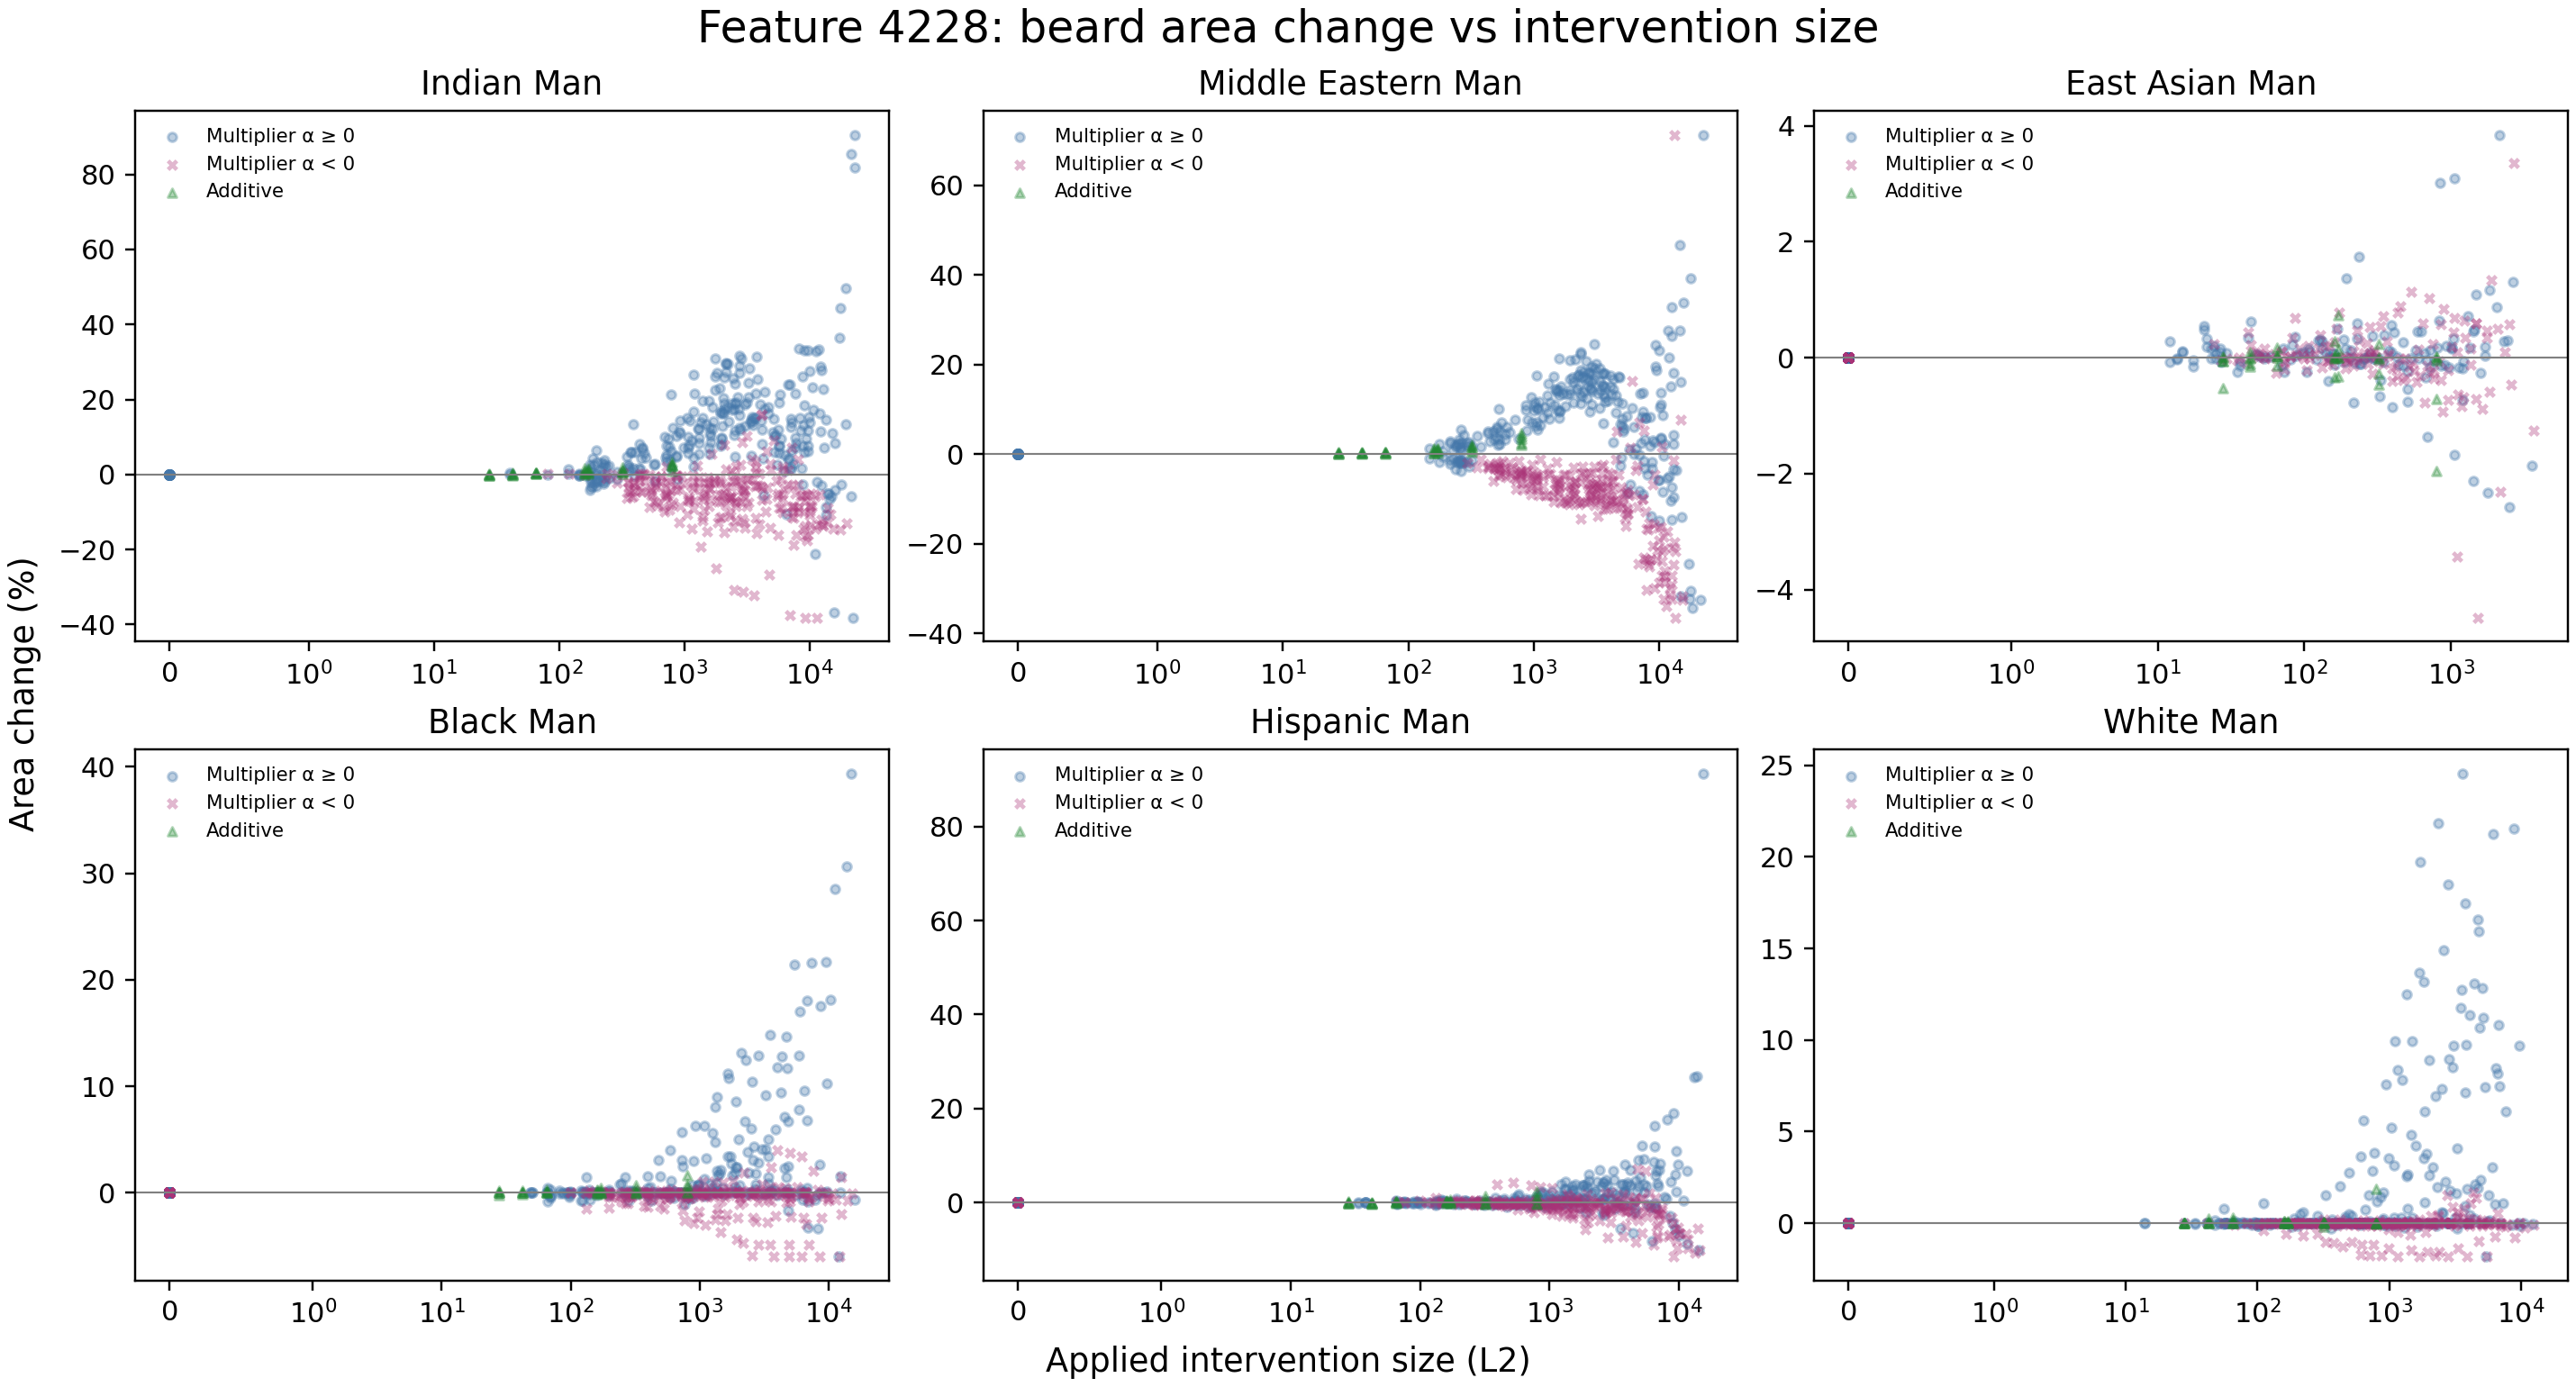 Feature 4228: beard area change vs intervention size
Indian Man
Multiplier α ≥ 0
Multiplier α < 0
Additive
80
60
40
20
0
−20
−40
0
10⁰
10¹
10²
10³
10⁴
Middle Eastern Man
Multiplier α ≥ 0
Multiplier α < 0
Additive
60
40
20
0
−20
−40
0
10⁰
10¹
10²
10³
10⁴
East Asian Man
Multiplier α ≥ 0
Multiplier α < 0
Additive
4
2
0
−2
−4
0
10⁰
10¹
10²
10³
Area change (%)
Black Man
Multiplier α ≥ 0
Multiplier α < 0
Additive
40
30
20
10
0
0
10⁰
10¹
10²
10³
10⁴
Hispanic Man
Multiplier α ≥ 0
Multiplier α < 0
Additive
80
60
40
20
0
0
10⁰
10¹
10²
10³
10⁴
White Man
Multiplier α ≥ 0
Multiplier α < 0
Additive
25
20
15
10
5
0
0
10⁰
10¹
10²
10³
10⁴
Applied intervention size (L2)